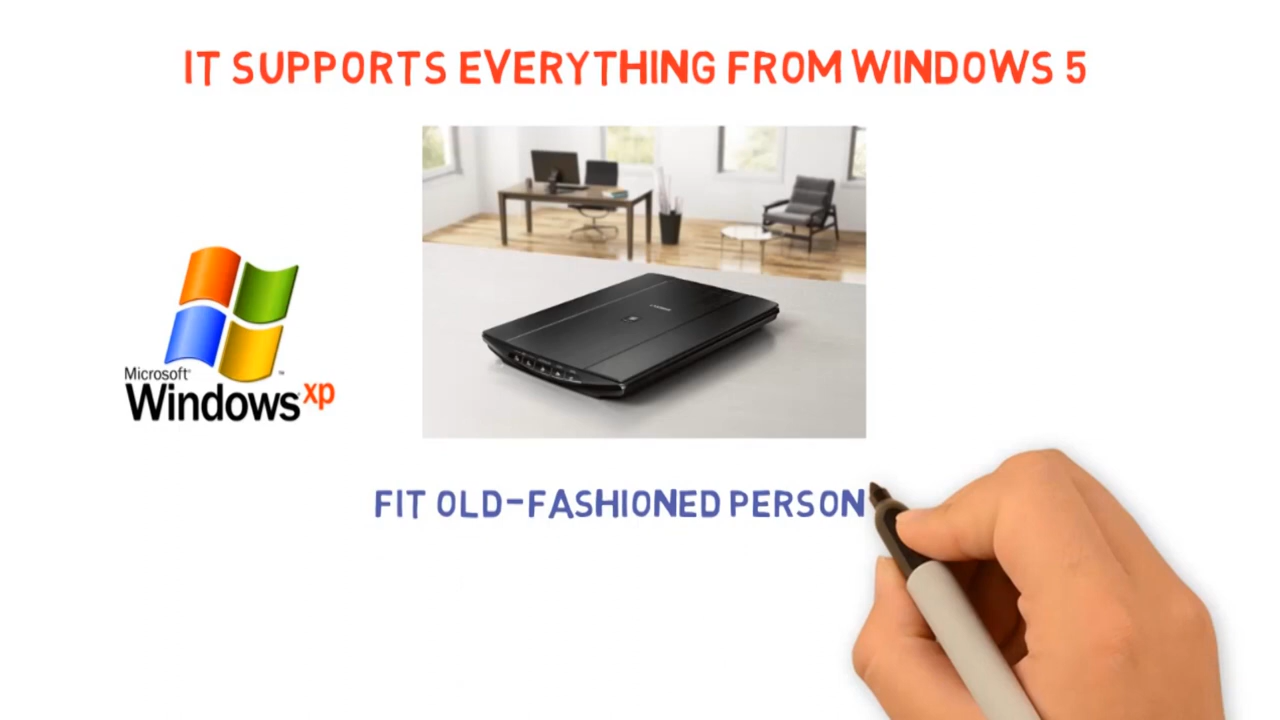 IT SUPPORTS EVERYTHING FROM WINDOWS 5
Microsoft
Windows xp
FIT OLD-FASHIONED PERSON